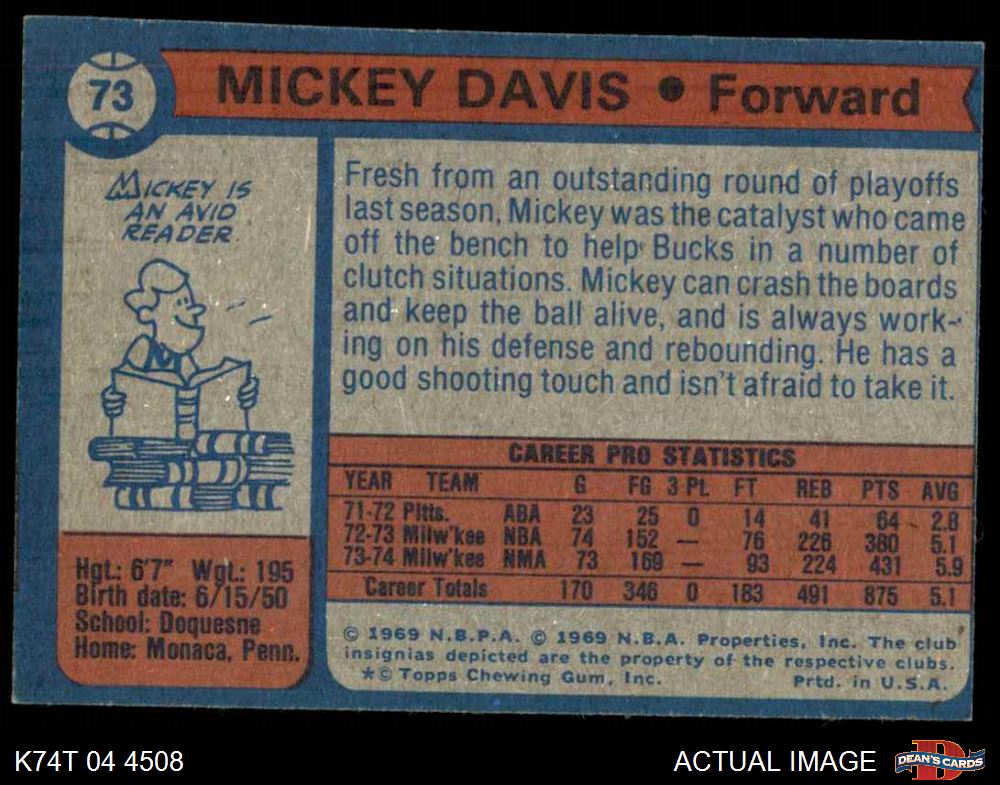 73
MICKEY DAVIS • Forward
MICKEY IS
AN AVID
READER.
Fresh from an outstanding round of playoffs
last season, Mickey was the catalyst who came
off the bench to help Bucks in a number of
clutch situations. Mickey can crash the boards
and keep the ball alive, and is always work-
ing on his defense and rebounding. He has a
good shooting touch and isn't afraid to take it.
CAREER PRO STATISTICS
YEAR TEAM G FG 3-Pt. FT REB PTS AVG
71-72 Pitts. ABA 23 25 0 14 41 64 2.8
72-73 Milw'kee NBA 74 152 — 76 226 380 5.1
73-74 Milw'kee NMA 73 169 — 93 224 431 5.9
Career Totals 170 346 0 183 491 875 5.1
Hgt.: 6'7" Wgt.: 195
Birth date: 6/15/50
School: Doquesne
Home: Monaca, Penn.
© 1969 N.B.P.A. © 1969 N.B.A. Properties, Inc. The club
insignias depicted are the property of the respective clubs.
*© Topps Chewing Gum, Inc. Prtd. in U.S.A.
K74T 04 4508
ACTUAL IMAGE
D
DEAN'S CARDS